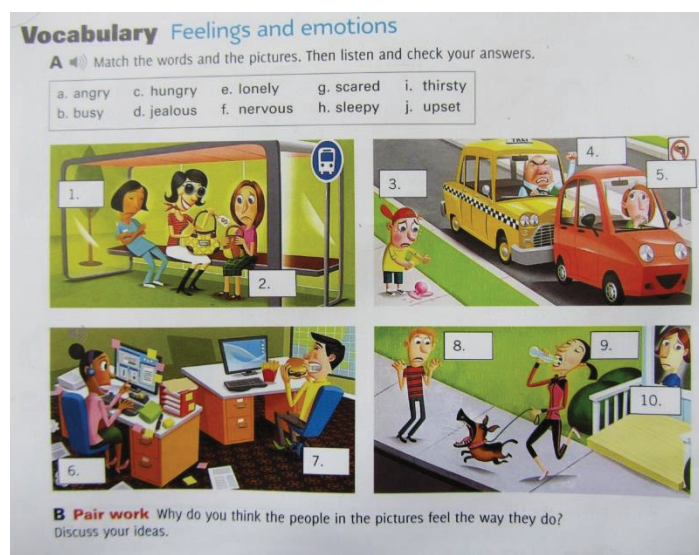 Vocabulary Feelings and emotions
A Match the words and the pictures. Then listen and check your answers.
a. angry c. hungry e. lonely g. scared i. thirsty
b. busy d. jealous f. nervous h. sleepy j. upset
TAXI
1.
2.
3.
4.
5.
6.
7.
8.
9.
10.
B Pair work Why do you think the people in the pictures feel the way they do?
Discuss your ideas.